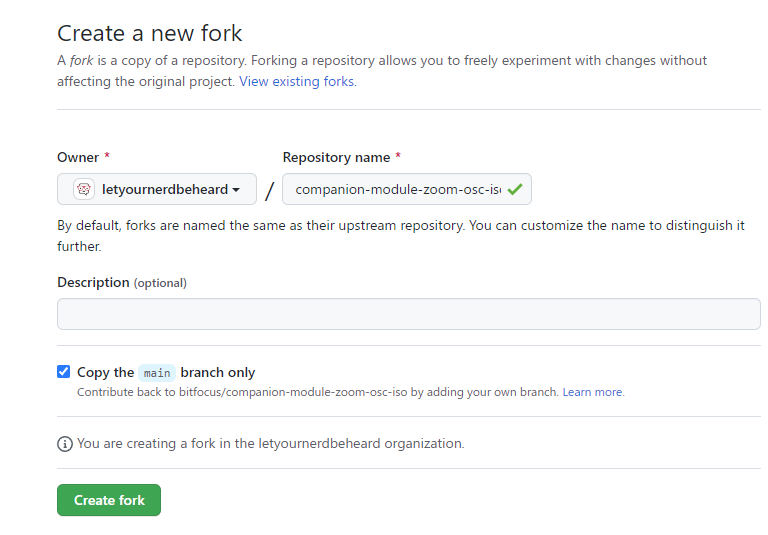 Create a new fork
A fork is a copy of a repository. Forking a repository allows you to freely experiment with changes without
affecting the original project. View existing forks.
Owner * Repository name *
letyournerdbeheard / companion-module-zoom-osc-iso
By default, forks are named the same as their upstream repository. You can customize the name to distinguish it
further.
Description (optional)
Copy the main branch only
Contribute back to bitfocus/companion-module-zoom-osc-iso by adding your own branch. Learn more.
You are creating a fork in the letyournerdbeheard organization.
Create fork